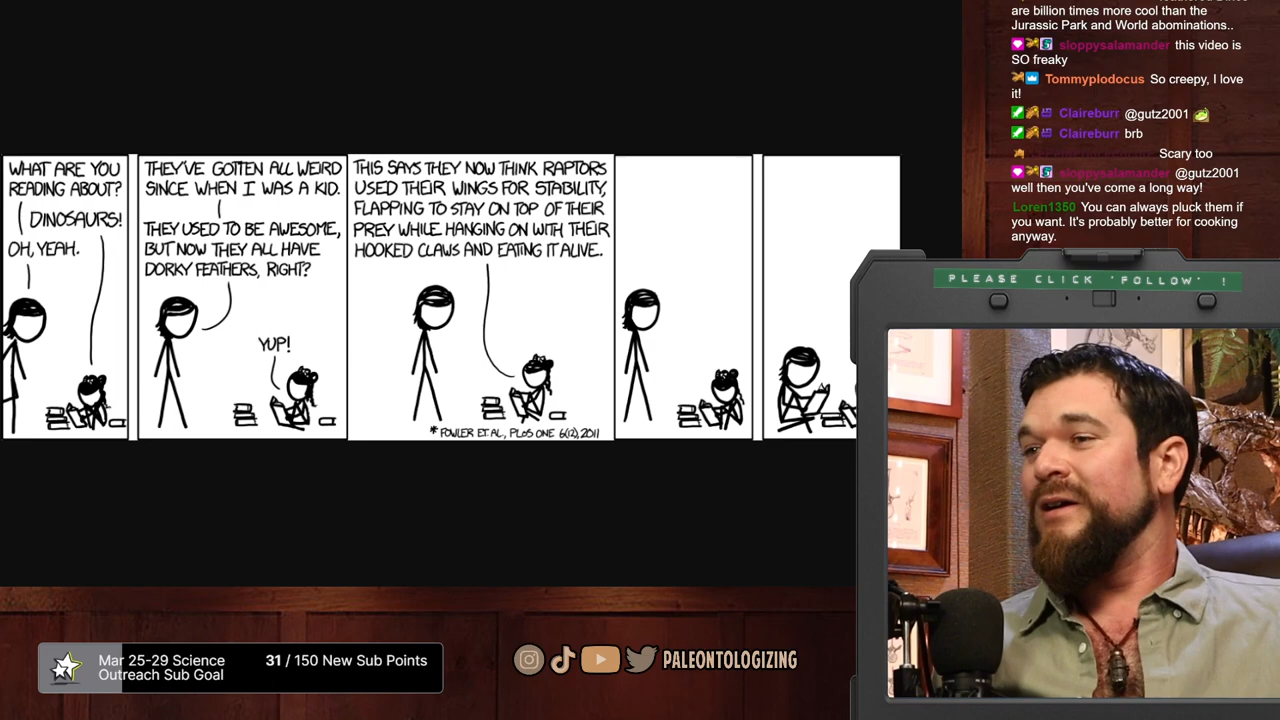 are billion times more cool than the
Jurassic Park and World abominations..
sloppysalamander this video is
SO freaky
Tommyplodocus So creepy, I love
it!
Claireburr @gutz2001
Claireburr brb
Scary too
sloppysalamander @gutz2001
well then you've come a long way!
Loren1350 You can always pluck them if
you want. It's probably better for cooking
anyway.
WHAT ARE YOU
READING ABOUT?
DINOSAURS!
OH, YEAH.
THEY'VE GOTTEN ALL WEIRD
SINCE WHEN I WAS A KID.
THEY USED TO BE AWESOME,
BUT NOW THEY ALL HAVE
DORKY FEATHERS, RIGHT?
YUP!
THIS SAYS THEY NOW THINK RAPTORS
USED THEIR WINGS FOR STABILITY,
FLAPPING TO STAY ON TOP OF THEIR
PREY WHILE HANGING ON WITH THEIR
HOOKED CLAWS AND EATING IT ALIVE.
* FOWLER ET. AL, PLOS ONE 6(12), 2011
PLEASE CLICK 'FOLLOW' !
Mar 25-29 Science
Outreach Sub Goal
31 / 150 New Sub Points
PALEONTOLOGIZING